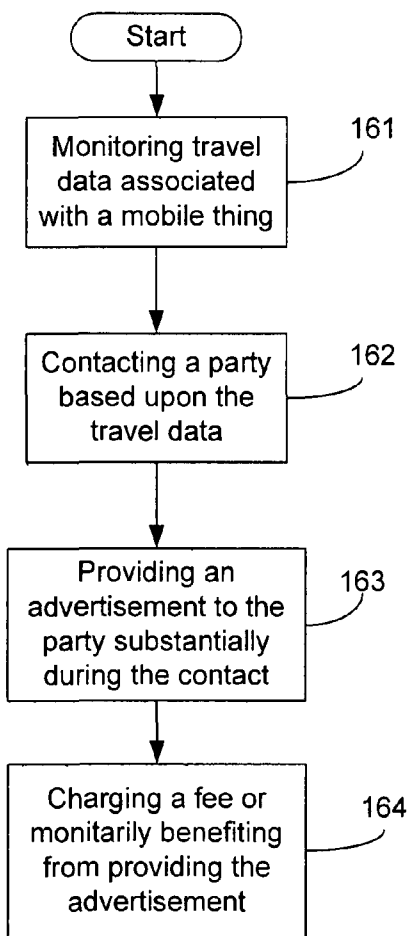 Start
Monitoring travel
data associated
with a mobile thing
161
Contacting a party
based upon the
travel data
162
Providing an
advertisement to the
party substantially
during the contact
163
Charging a fee or
monitarily benefiting
from providing the
advertisement
164